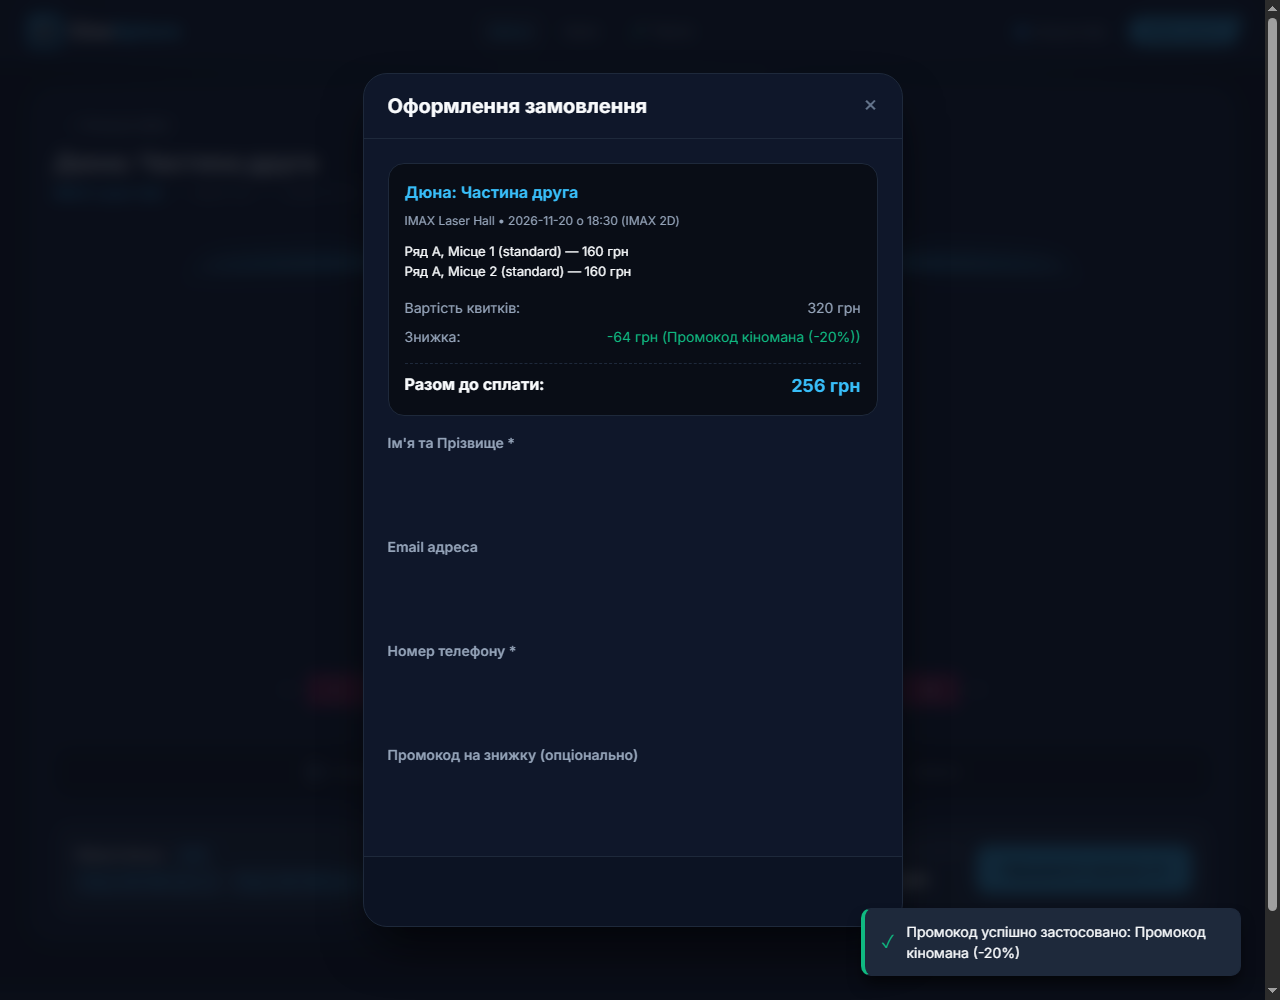 Оформлення замовлення
×
Дюна: Частина друга
IMAX Laser Hall • 2026-11-20 о 18:30 (IMAX 2D)
Ряд A, Місце 1 (standard) — 160 грн
Ряд A, Місце 2 (standard) — 160 грн
Вартість квитків: 320 грн
Знижка: -64 грн (Промокод кіномана (-20%))
Разом до сплати: 256 грн
Ім'я та Прізвище *
Email адреса
Номер телефону *
Промокод на знижку (опціонально)
✓ Промокод успішно застосовано: Промокод
кіномана (-20%)